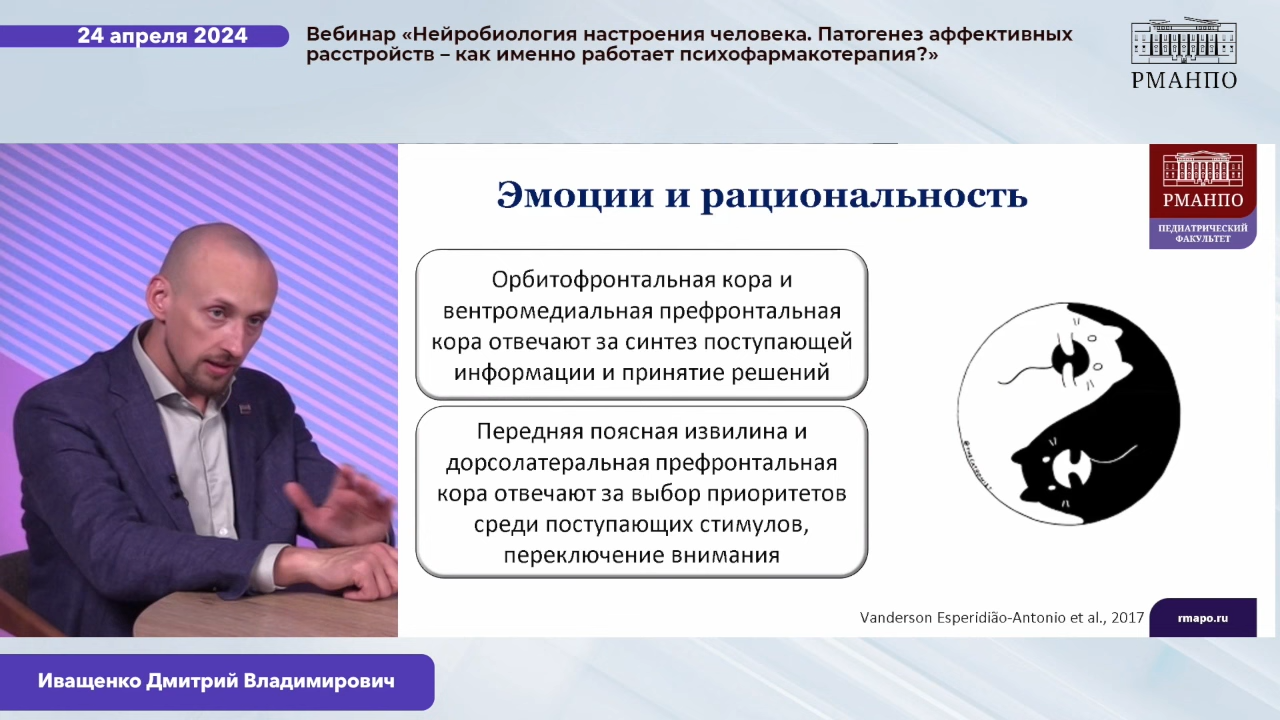 24 апреля 2024
Вебинар «Нейробиология настроения человека. Патогенез аффективных
расстройств – как именно работает психофармакотерапия?»
РМАНПО
Эмоции и рациональность
РМАНПО
ПЕДИАТРИЧЕСКИЙ
ФАКУЛЬТЕТ
Орбитофронтальная кора и
вентромедиальная префронтальная
кора отвечают за синтез поступающей
информации и принятие решений
Передняя поясная извилина и
дорсолатеральная префронтальная
кора отвечают за выбор приоритетов
среди поступающих стимулов,
переключение внимания
Vanderson Esperidião-Antonio et al., 2017
rmapo.ru
Иващенко Дмитрий Владимирович